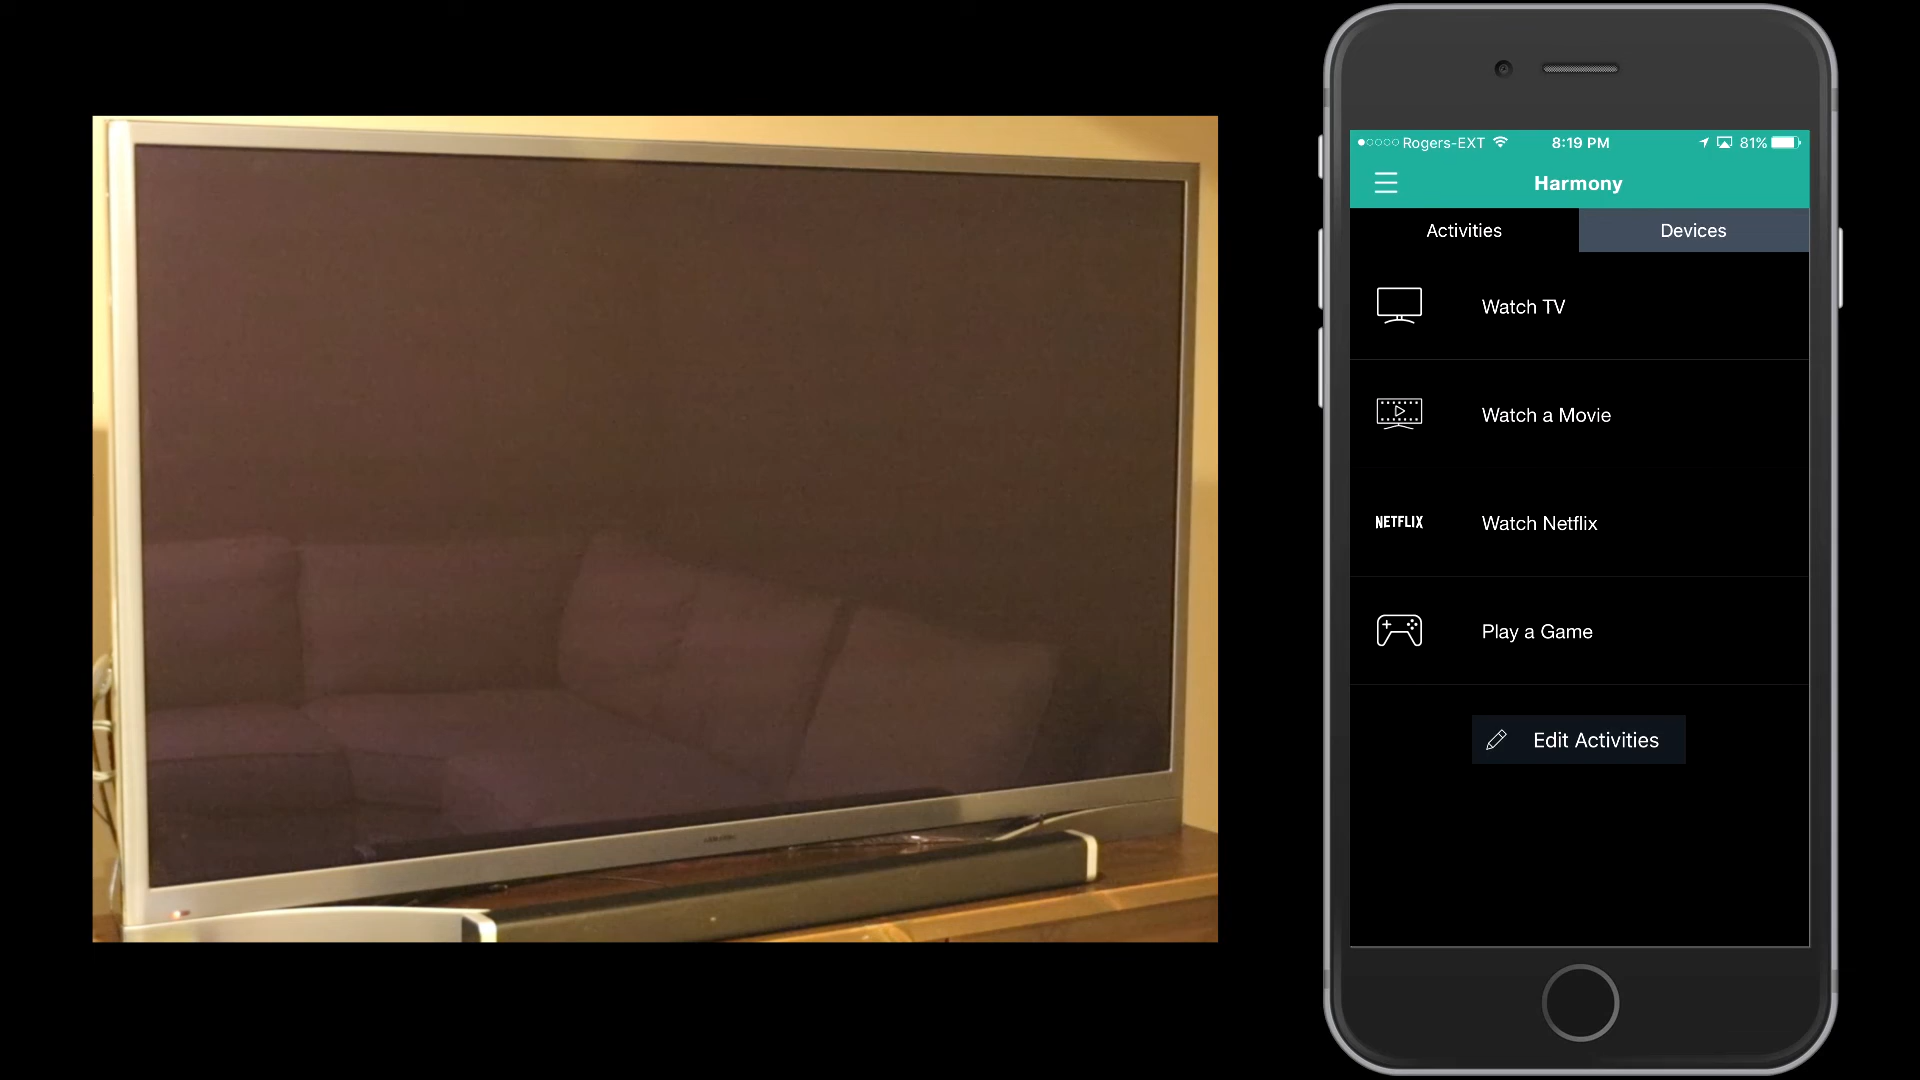 Rogers-EXT 8:19 PM 81%
Harmony
Activities Devices
Watch TV
Watch a Movie
NETFLIX Watch Netflix
Play a Game
Edit Activities